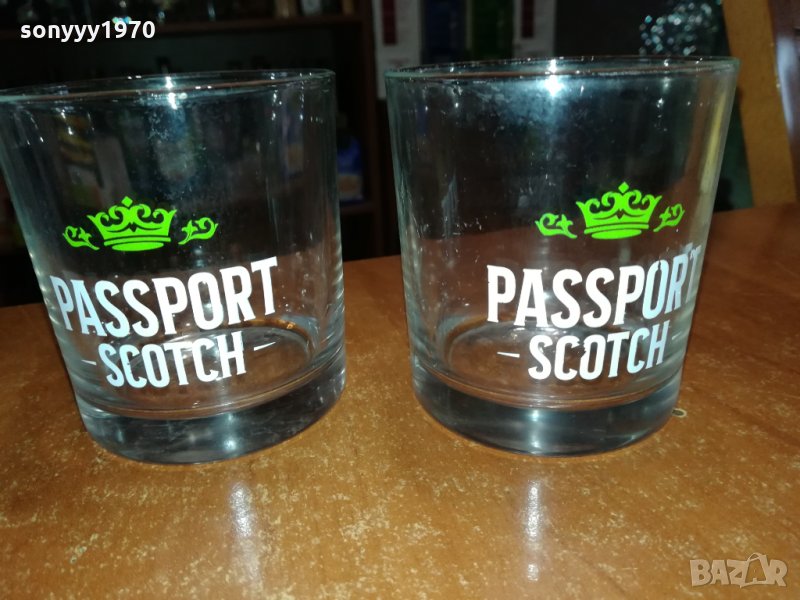 sonyyy1970
PASSPORT
– SCOTCH –
PASSPORT
– SCOTCH –
BAZAR